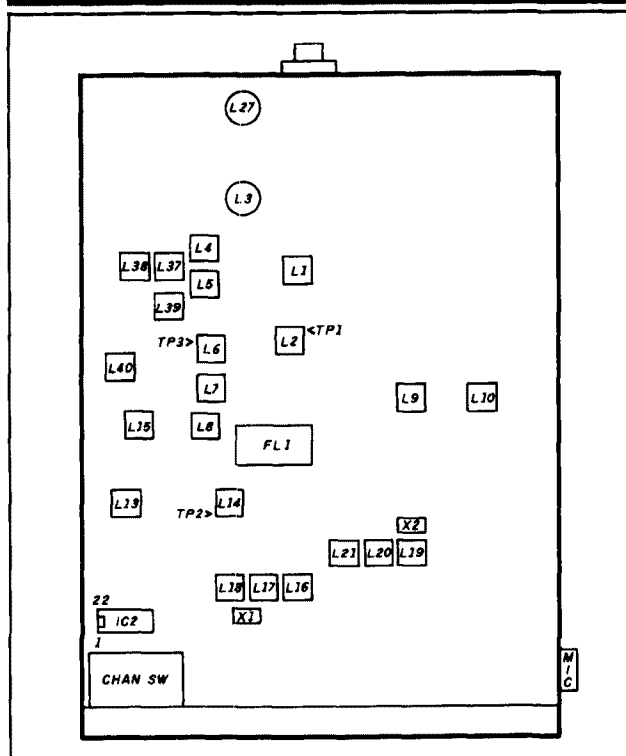 L27
L3
L4
L38 L37 L1
L5
L39
<TP1
TP3> L6 L2
L40
L7
L9 L10
L15 L8
FL1
L13 L14
TP2>
X2
L21 L20 L19
L18 L17 L16
22
IC2 X1
1
MIC
CHAN SW